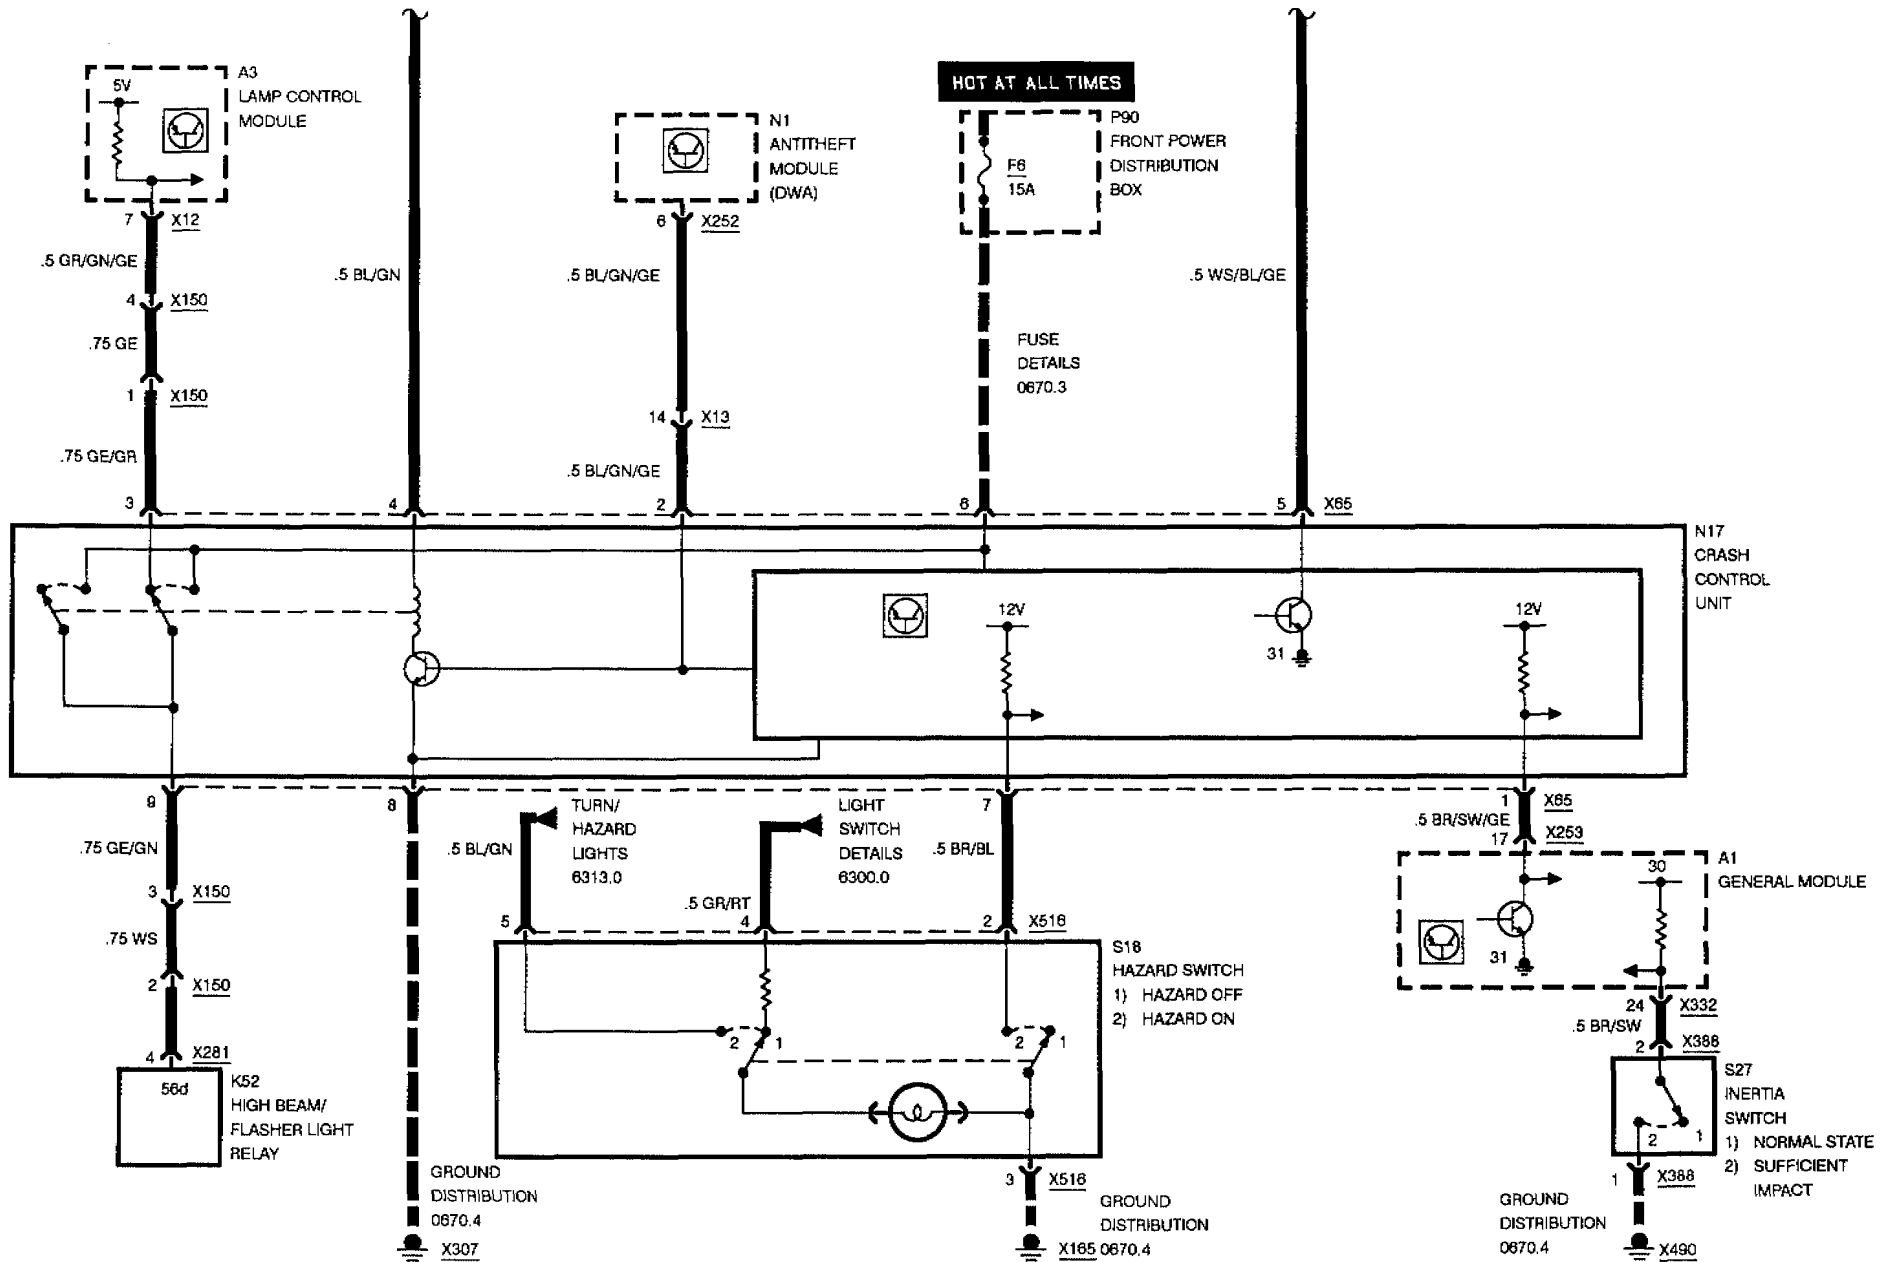 A3
LAMP CONTROL
MODULE
5V
7 X12
.5 GR/GN/GE
4 X150
.75 GE
1 X150
.75 GE/GR
3
.5 BL/GN
4
N1
ANTITHEFT
MODULE
(DWA)
6 X252
.5 BL/GN/GE
14 X13
.5 BL/GN/GE
2
HOT AT ALL TIMES
P90
FRONT POWER
DISTRIBUTION
BOX
F6
15A
FUSE
DETAILS
0670.3
6
.5 WS/BL/GE
5 X65
N17
CRASH
CONTROL
UNIT
12V
31
12V
9
.75 GE/GN
3 X150
.75 WS
2 X150
4 X281
56d
K52
HIGH BEAM/
FLASHER LIGHT
RELAY
8
GROUND
DISTRIBUTION
0670.4
X307
TURN/
HAZARD
LIGHTS
6313.0
.5 BL/GN
5
LIGHT
SWITCH
DETAILS
6300.0
.5 GR/RT
4
7
.5 BR/BL
2 X518
S18
HAZARD SWITCH
1) HAZARD OFF
2) HAZARD ON
2 1
2 1
3 X518
GROUND
DISTRIBUTION
X165 0670.4
1 X65
.5 BR/SW/GE
17 X253
A1
GENERAL MODULE
30
31
24 X332
.5 BR/SW
2 X388
S27
INERTIA
SWITCH
1) NORMAL STATE
2) SUFFICIENT
IMPACT
2 1
1 X388
GROUND
DISTRIBUTION
0670.4
X490